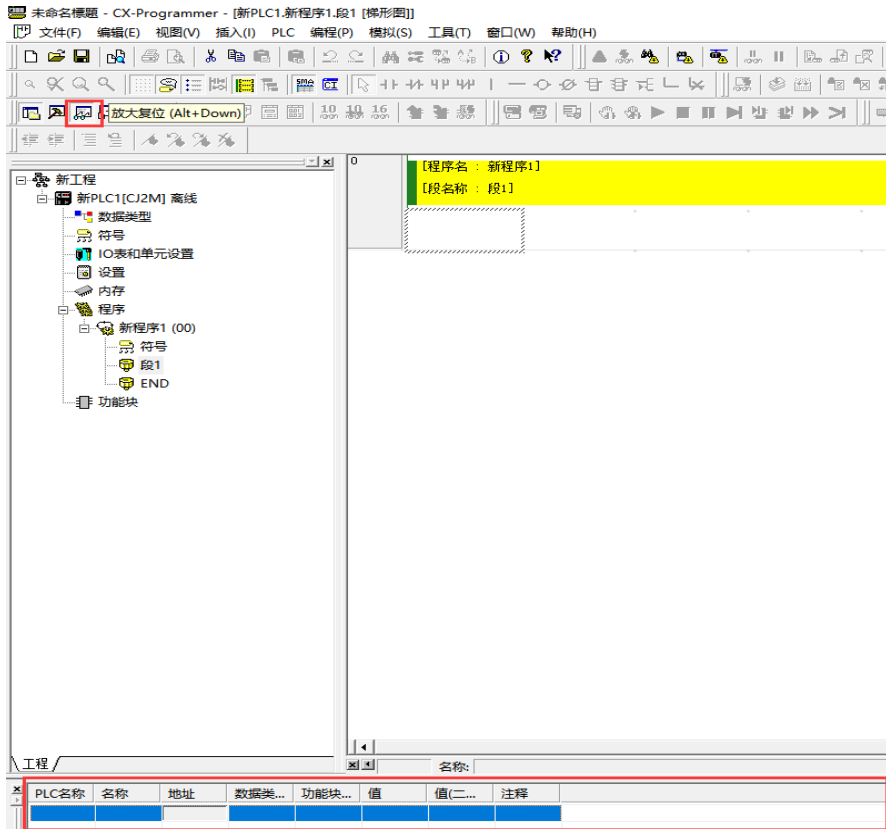 未命名標題 - CX-Programmer - [新PLC1.新程序1.段1 [梯形图]]
文件(F) 编辑(E) 视图(V) 插入(I) PLC 编程(P) 模拟(S) 工具(T) 窗口(W) 帮助(H)
放大复位 (Alt+Down)
10 10 16
0
[程序名 : 新程序1]
[段名称 : 段1]
新工程
新PLC1[CJ2M] 离线
数据类型
符号
IO表和单元设置
设置
内存
程序
新程序1 (00)
符号
段1
END
功能块
工程
名称:
PLC名称 名称 地址 数据类... 功能块... 值 值(二... 注释